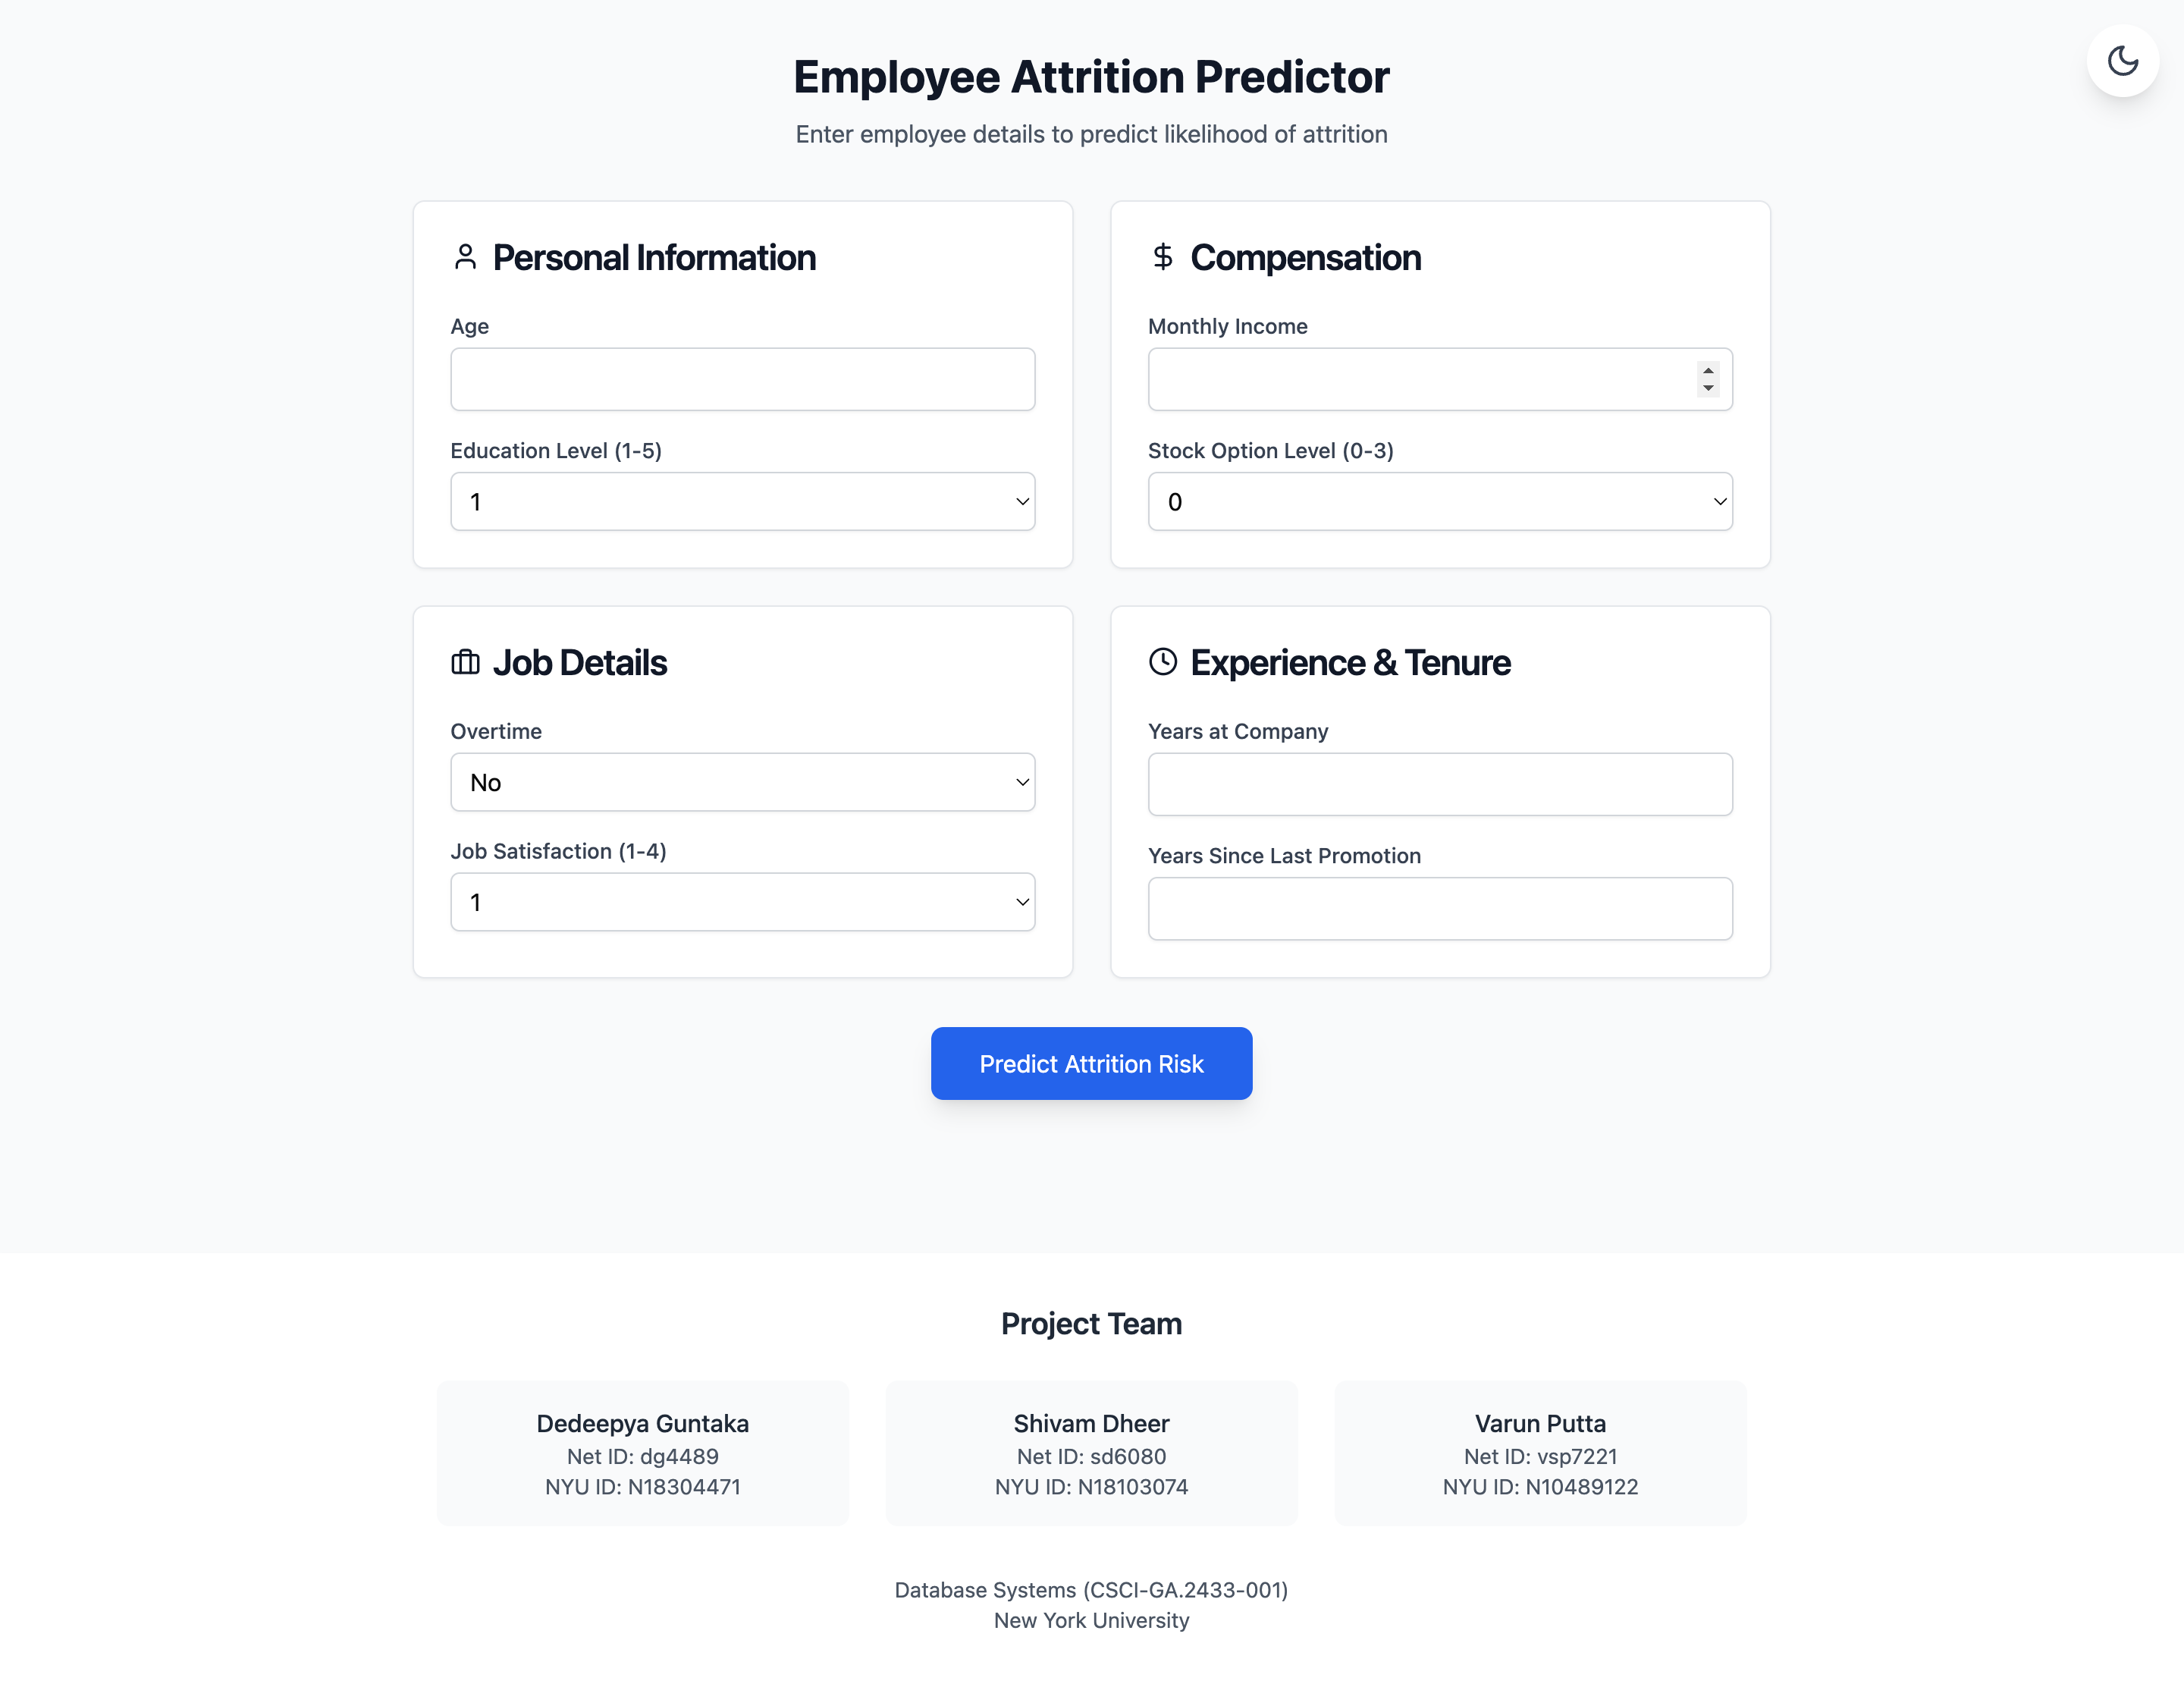 Employee Attrition Predictor
Enter employee details to predict likelihood of attrition
Personal Information
Age
Education Level (1-5)
1
Compensation
Monthly Income
Stock Option Level (0-3)
0
Job Details
Overtime
No
Job Satisfaction (1-4)
1
Experience & Tenure
Years at Company
Years Since Last Promotion
Predict Attrition Risk
Project Team
Dedeepya Guntaka
Net ID: dg4489
NYU ID: N18304471
Shivam Dheer
Net ID: sd6080
NYU ID: N18103074
Varun Putta
Net ID: vsp7221
NYU ID: N10489122
Database Systems (CSCI-GA.2433-001)
New York University